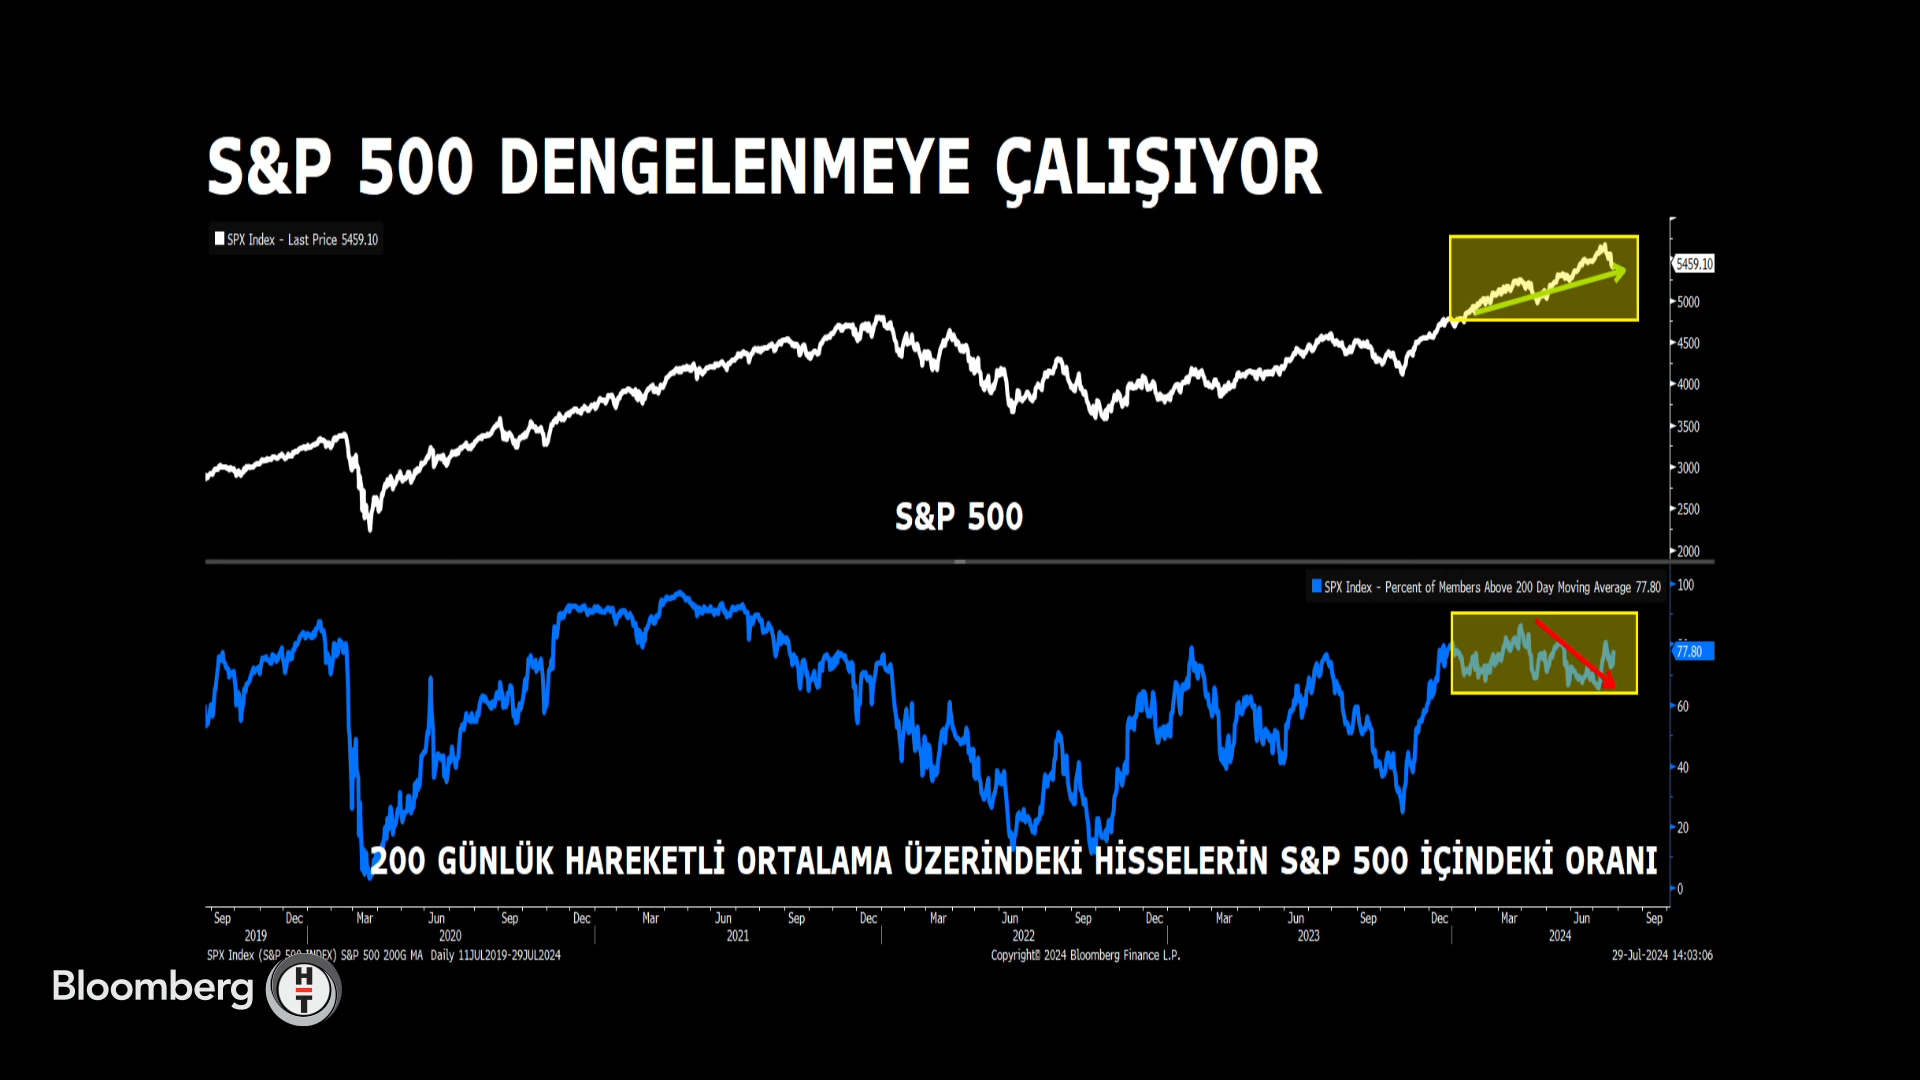 S&P 500 DENGELENMEYE ÇALIŞIYOR
SPX Index - Last Price 5459.10
5459.10
5000
4500
4000
3500
3000
2500
2000
S&P 500
SPX Index - Percent of Members Above 200 Day Moving Average 77.80
100
77.80
60
40
20
0
200 GÜNLÜK HAREKETLİ ORTALAMA ÜZERİNDEKİ HİSSELERİN S&P 500 İÇİNDEKİ ORANI
Sep Dec Mar Jun Sep Dec Mar Jun Sep Dec Mar Jun Sep Dec Mar Jun Sep Dec Mar Jun Sep
2019 2020 2021 2022 2023 2024
SPX Index (S&P 500 INDEX) S&P 500 200G MA Daily 11JUL2019-29JUL2024 Copyright© 2024 Bloomberg Finance L.P. 29-Jul-2024 14:03:06
Bloomberg HT